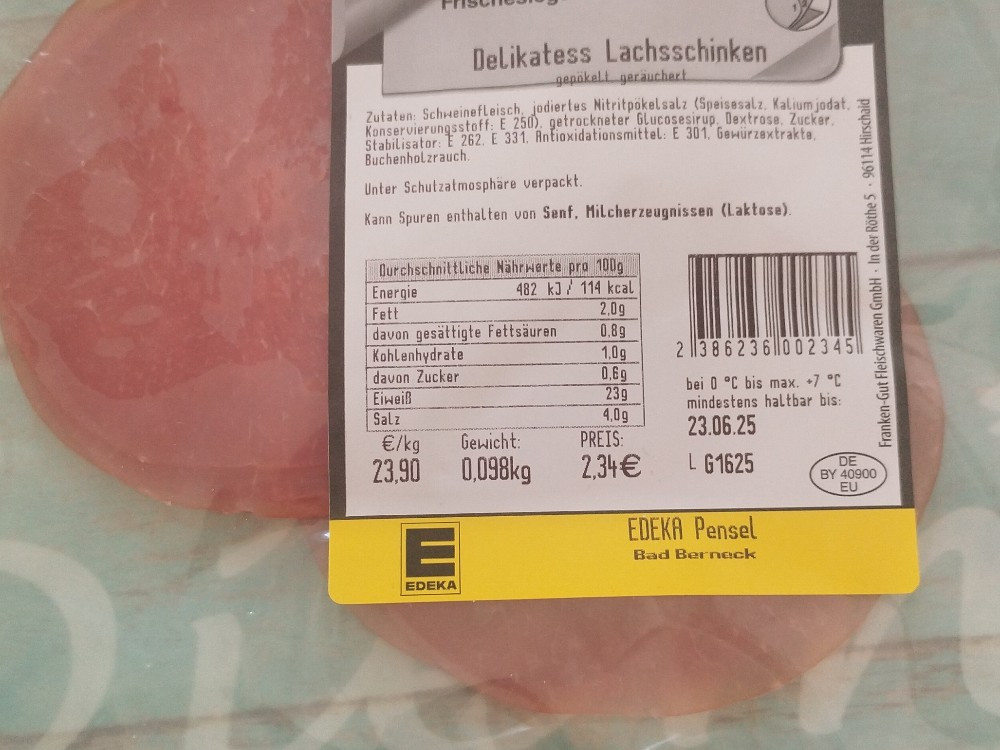 Delikatess Lachsschinken
gepökelt, geräuchert
Zutaten: Schweinefleisch, jodiertes Nitritpökelsalz (Speisesalz, Kaliumjodat,
Konservierungsstoff: E 250), getrockneter Glucosesirup, Dextrose, Zucker,
Stabilisator: E 262, E 331, Antioxidationsmittel: E 301, Gewürzextrakte,
Buchenholzrauch.
Unter Schutzatmosphäre verpackt.
Kann Spuren enthalten von Senf, Milcherzeugnissen (Laktose).
Durchschnittliche Nährwerte pro 100g
Energie 482 kJ / 114 kcal
Fett 2,0g
davon gesättigte Fettsäuren 0,8g
Kohlenhydrate 1,0g
davon Zucker 0,6g
Eiweiß 23g
Salz 4,0g
€/kg Gewicht: PREIS:
23,90 0,098kg 2,34€
2 386236 002345
bei 0 °C bis max. +7 °C
mindestens haltbar bis:
23.06.25
L G1625
DE
BY 40900
EU
Franken-Gut Fleischwaren GmbH · In der Röthe 5 · 96114 Hirschaid
E
EDEKA
EDEKA Pensel
Bad Berneck